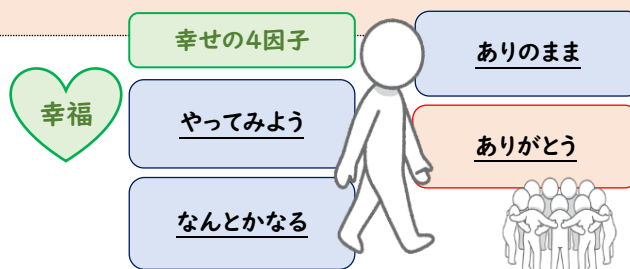 幸せの4因子
幸福
やってみよう
なんとかなる
ありのまま
ありがとう